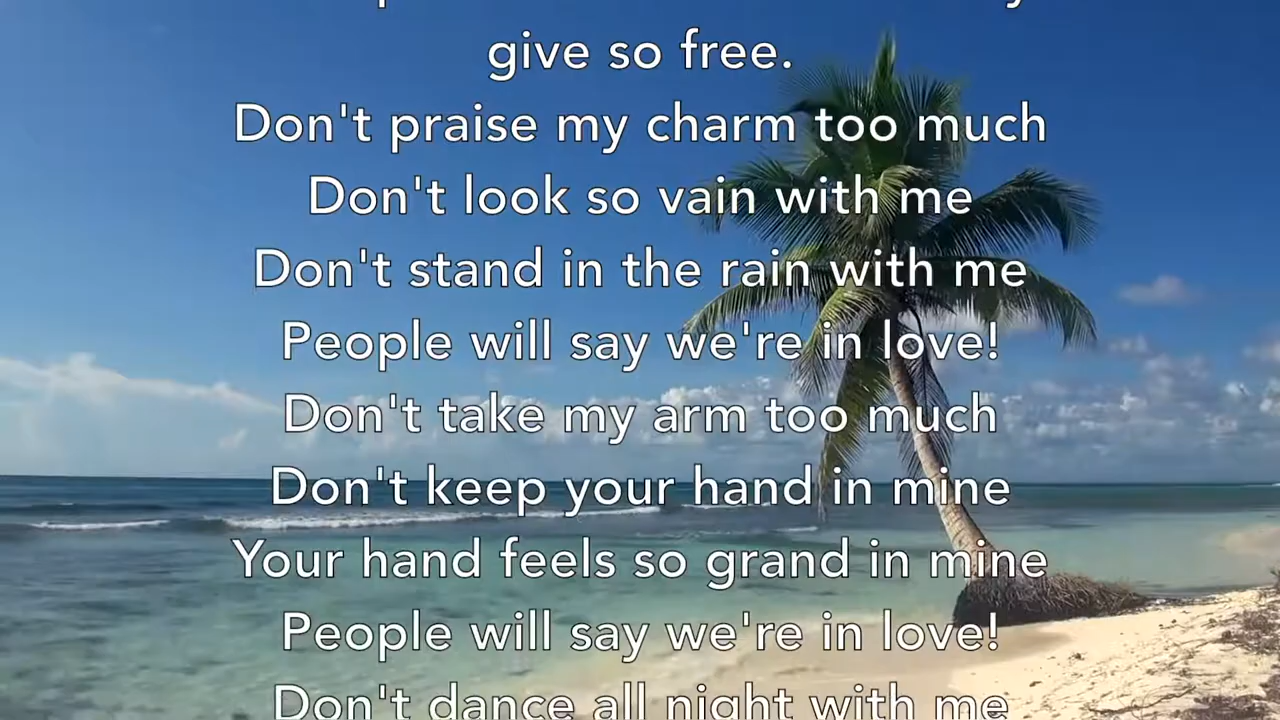 give so free.
Don't praise my charm too much
Don't look so vain with me
Don't stand in the rain with me
People will say we're in love!
Don't take my arm too much
Don't keep your hand in mine
Your hand feels so grand in mine
People will say we're in love!
Don't dance all night with me